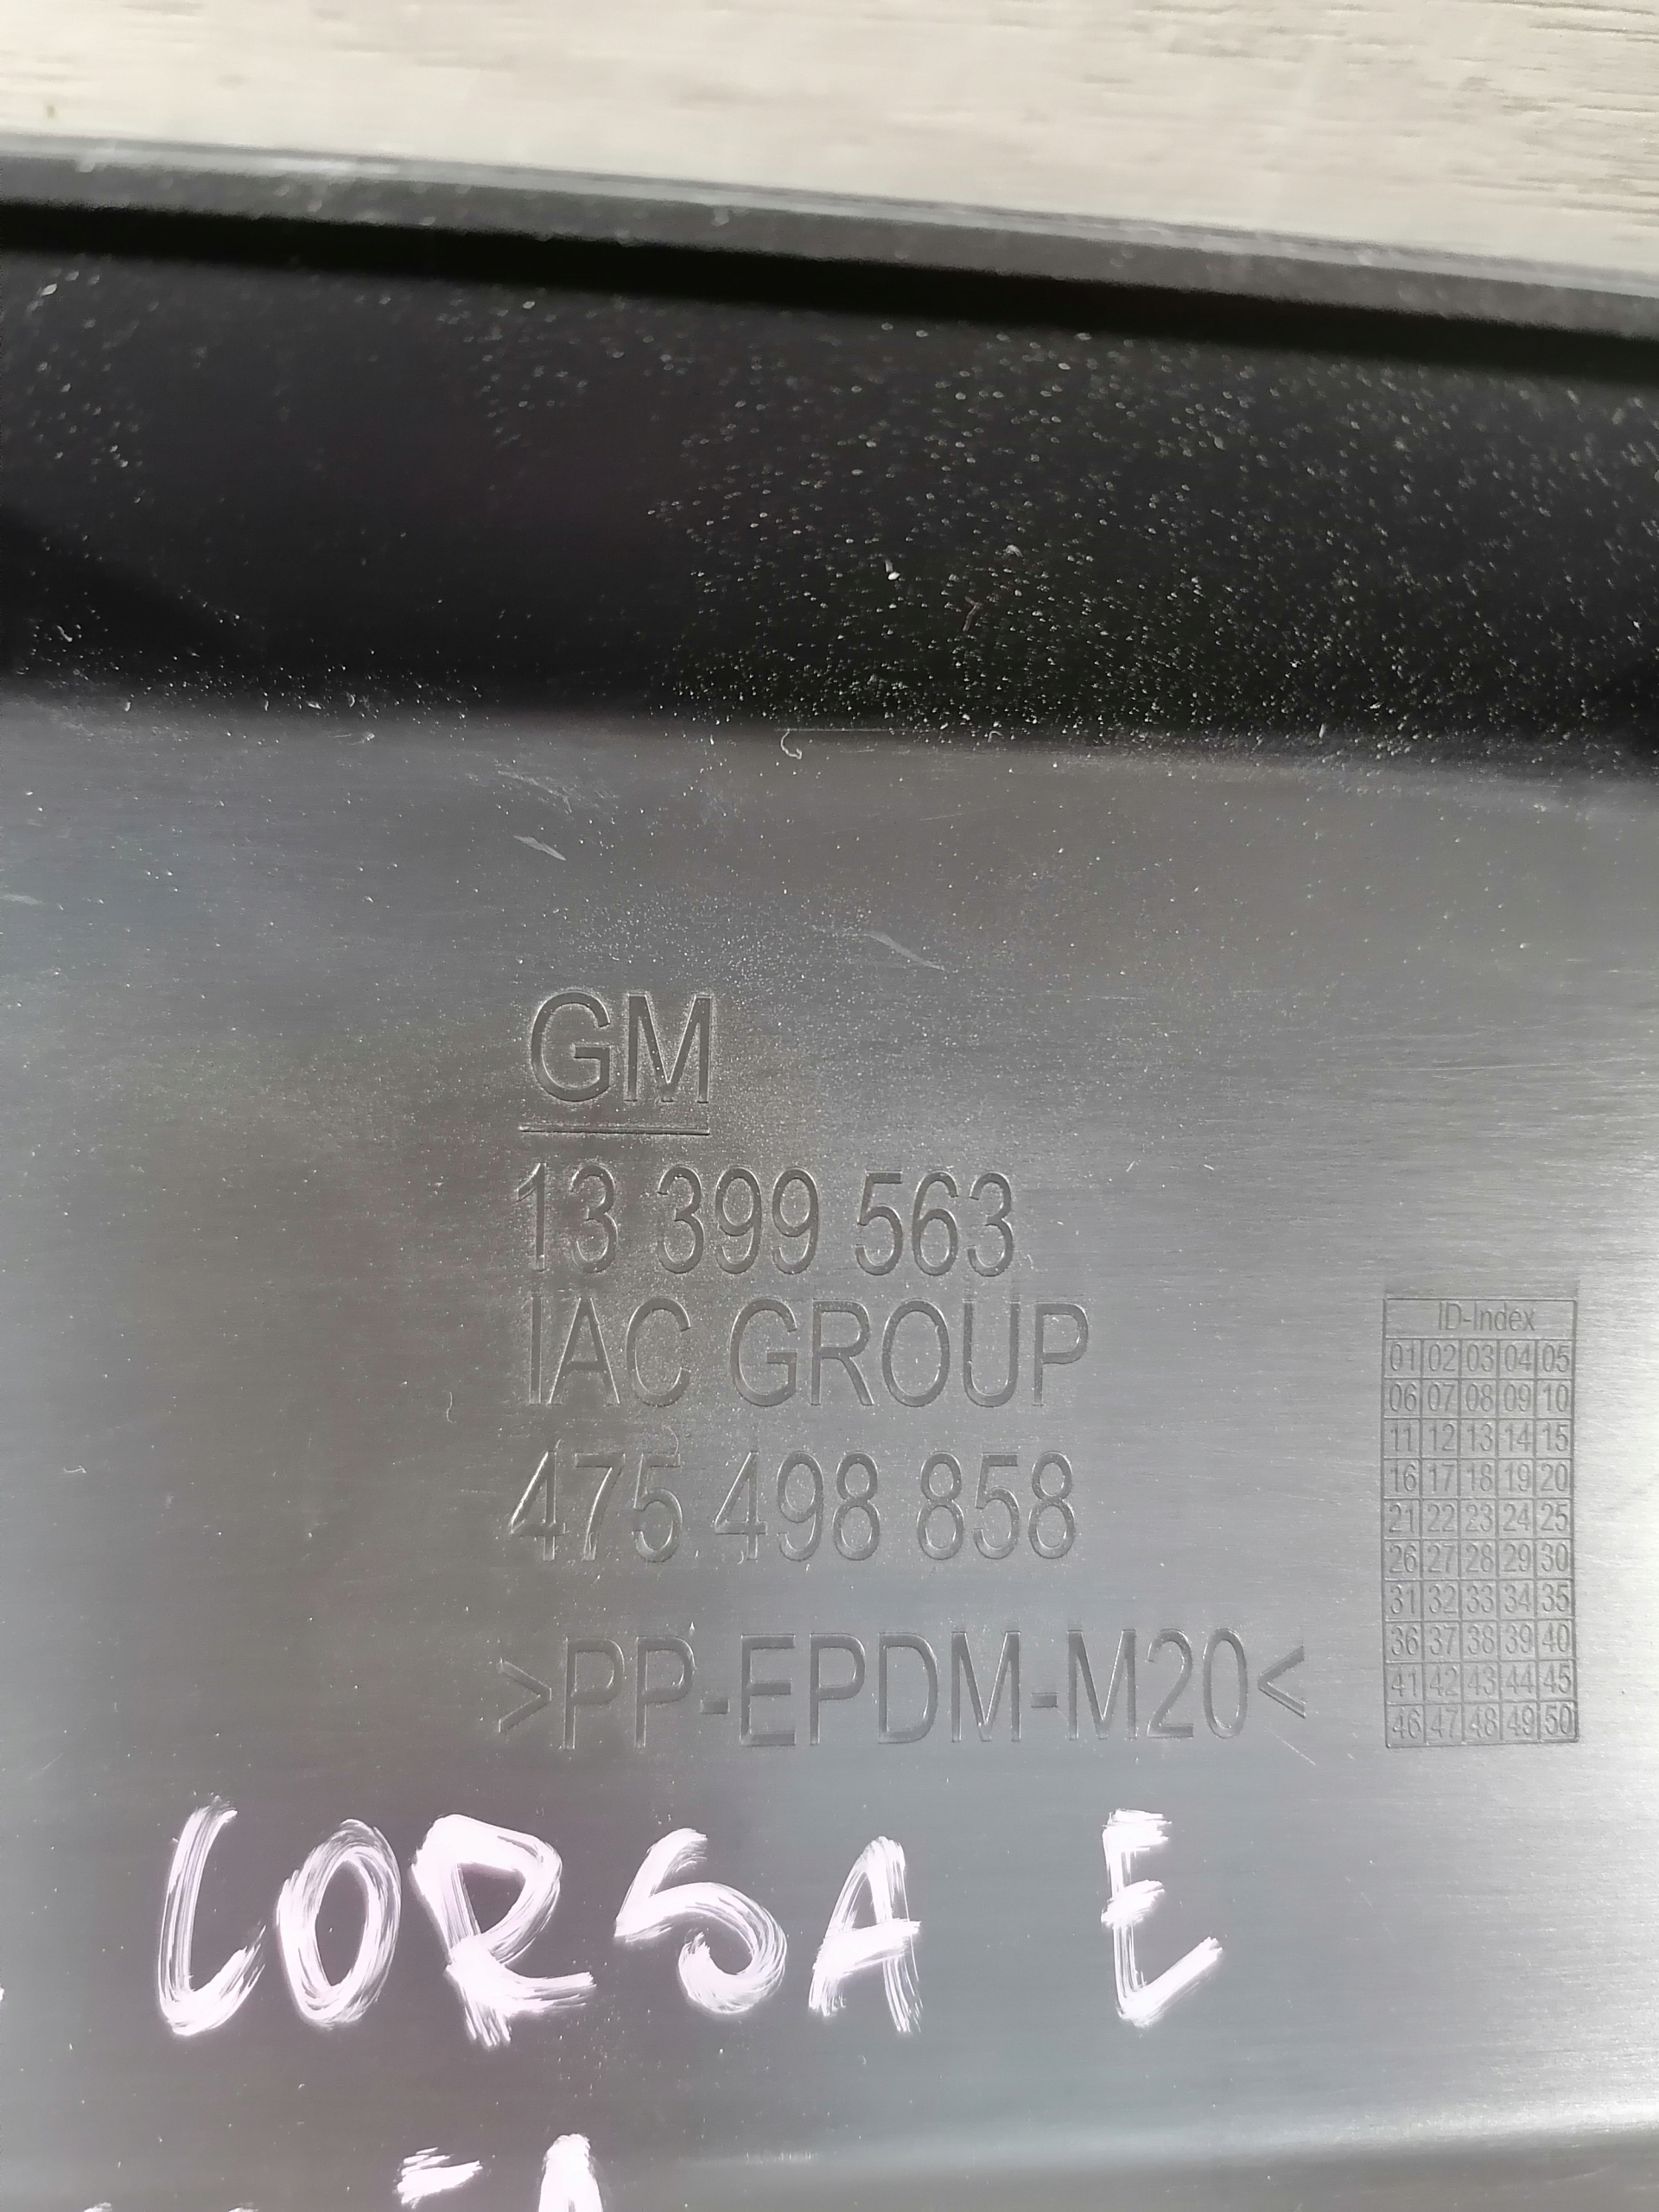 GM
13 399 563
IAC GROUP
475 498 858
>PP-EPDM-M20<
ID-Index
01 02 03 04 05
06 07 08 09 10
11 12 13 14 15
16 17 18 19 20
21 22 23 24 25
26 27 28 29 30
31 32 33 34 35
36 37 38 39 40
41 42 43 44 45
46 47 48 49 50
CORSA E